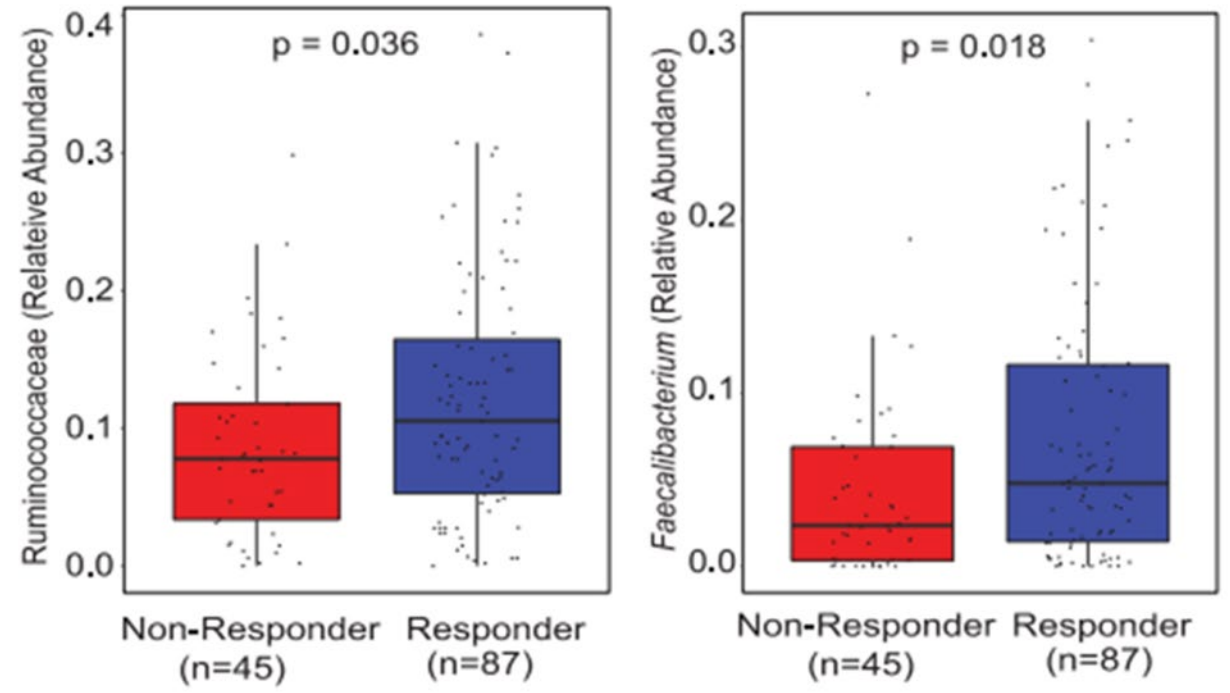 Ruminoccaceae (Relateive Abundance)
0.4
0.3
0.2
0.1
0.0
p = 0.036
Non-Responder
(n=45)
Responder
(n=87)
Faecalibacterium (Relative Abundance)
0.3
0.2
0.1
0.0
p = 0.018
Non-Responder
(n=45)
Responder
(n=87)